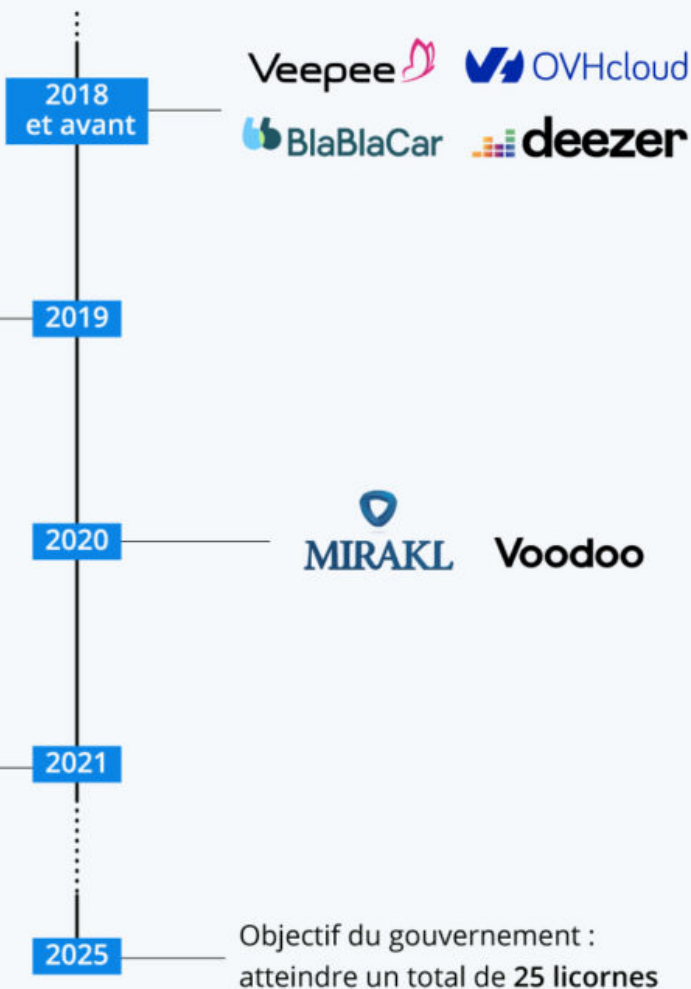 2018
et avant
Veepee OVHcloud
BlaBlaCar deezer
2019
2020
MIRAKL Voodoo
2021
2025
Objectif du gouvernement :
atteindre un total de 25 licornes